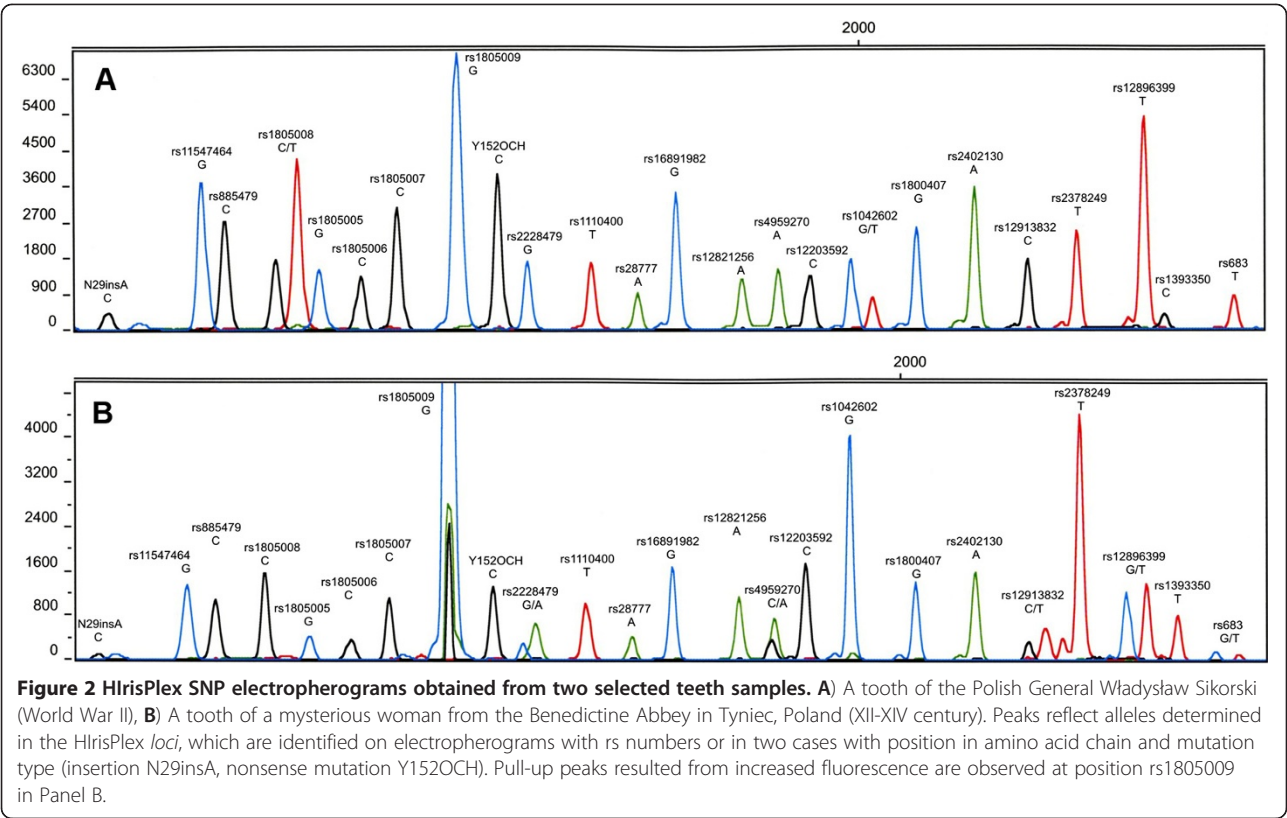 2000
6300
5400
4500
3600
2700
1800
900
0
A
N29insA
C
rs11547464
G
rs885479
C
rs1805008
C/T
rs1805005
G
rs1805006
C
rs1805007
C
rs1805009
G
Y152OCH
C
rs2228479
G
rs1110400
T
rs28777
A
rs16891982
G
rs12821256
A
rs4959270
A
rs12203592
C
rs1042602
G/T
rs1800407
G
rs2402130
A
rs12913832
C
rs2378249
T
rs12896399
T
rs1393350
C
rs683
T
2000
4000
3200
2400
1600
800
0
B
N29insA
C
rs11547464
G
rs885479
C
rs1805008
C
rs1805005
G
rs1805006
C
rs1805007
C
rs1805009
G
Y152OCH
C
rs2228479
G/A
rs1110400
T
rs28777
A
rs16891982
G
rs12821256
A
rs4959270
C/A
rs12203592
C
rs1042602
G
rs1800407
G
rs2402130
A
rs12913832
C/T
rs2378249
T
rs12896399
G/T
rs1393350
T
rs683
G/T
Figure 2 HIrisPlex SNP electropherograms obtained from two selected teeth samples. A) A tooth of the Polish General Władysław Sikorski
(World War II), B) A tooth of a mysterious woman from the Benedictine Abbey in Tyniec, Poland (XII-XIV century). Peaks reflect alleles determined
in the HIrisPlex loci, which are identified on electropherograms with rs numbers or in two cases with position in amino acid chain and mutation
type (insertion N29insA, nonsense mutation Y152OCH). Pull-up peaks resulted from increased fluorescence are observed at position rs1805009
in Panel B.